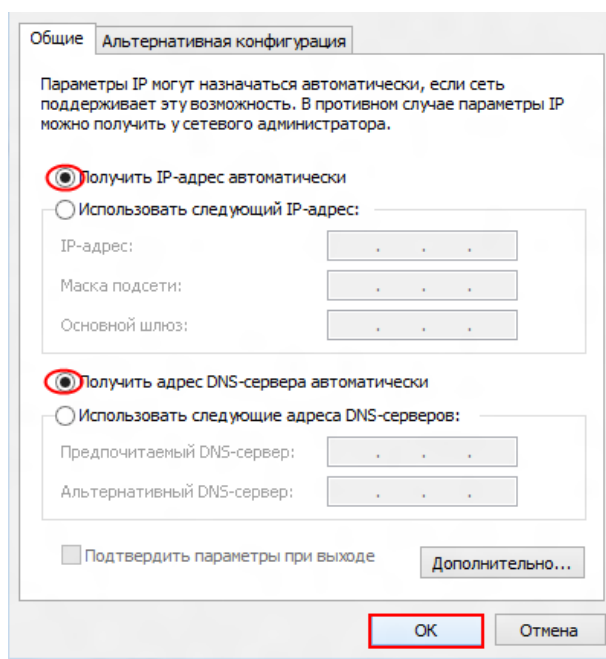 Общие
Альтернативная конфигурация
Параметры IP могут назначаться автоматически, если сеть
поддерживает эту возможность. В противном случае параметры IP
можно получить у сетевого администратора.
Получить IP-адрес автоматически
Использовать следующий IP-адрес:
IP-адрес:
Маска подсети:
Основной шлюз:
Получить адрес DNS-сервера автоматически
Использовать следующие адреса DNS-серверов:
Предпочитаемый DNS-сервер:
Альтернативный DNS-сервер:
Подтвердить параметры при выходе
Дополнительно...
ОК
Отмена